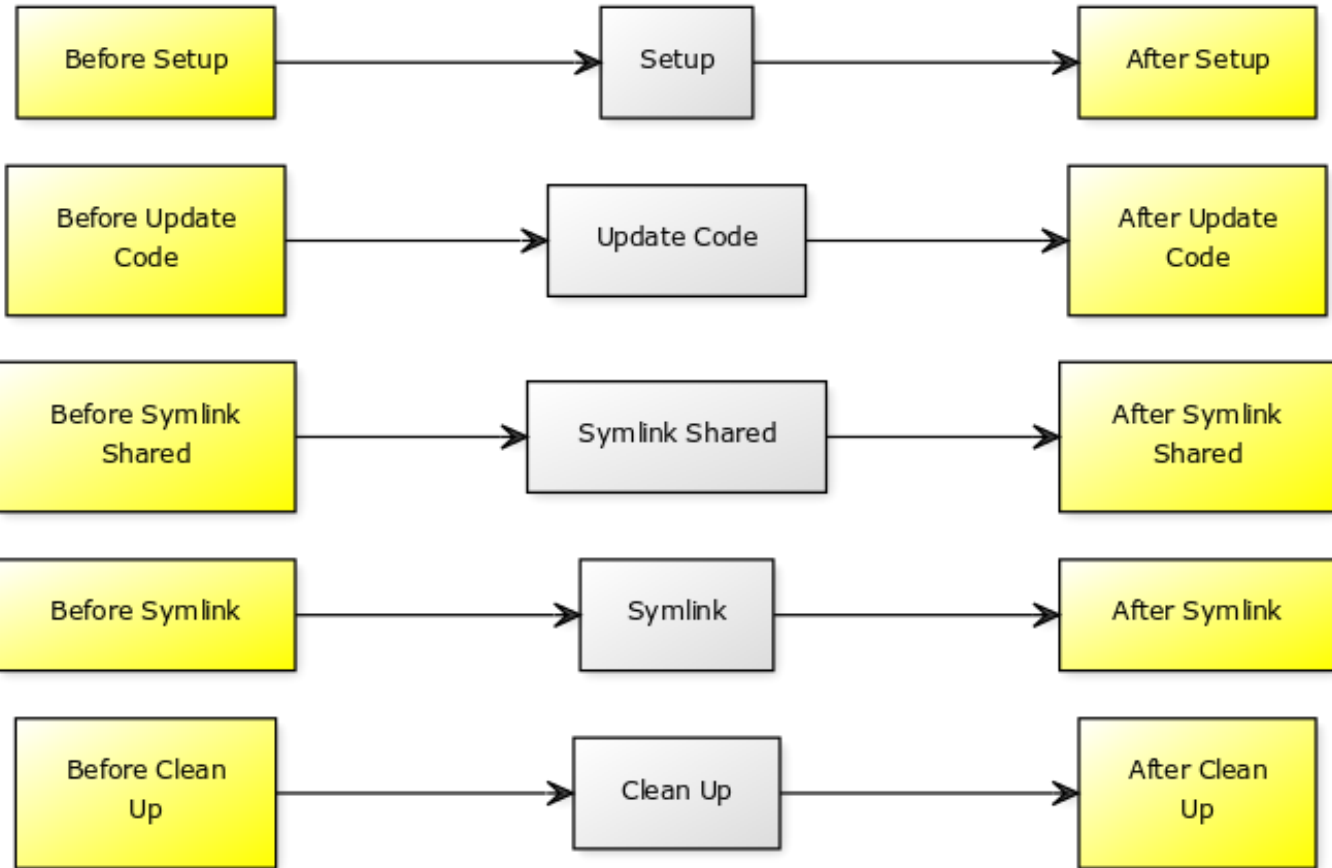 Before Setup
Setup
After Setup
Before Update
Code
Update Code
After Update
Code
Before Symlink
Shared
Symlink Shared
After Symlink
Shared
Before Symlink
Symlink
After Symlink
Before Clean
Up
Clean Up
After Clean
Up